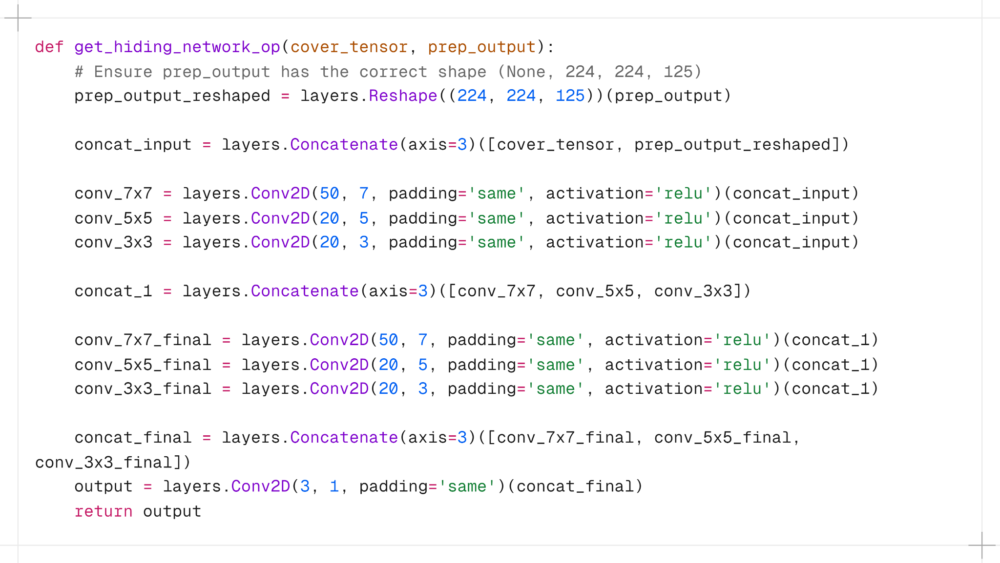 def get_hiding_network_op(cover_tensor, prep_output):
    # Ensure prep_output has the correct shape (None, 224, 224, 125)
    prep_output_reshaped = layers.Reshape((224, 224, 125))(prep_output)

    concat_input = layers.Concatenate(axis=3)([cover_tensor, prep_output_reshaped])

    conv_7x7 = layers.Conv2D(50, 7, padding='same', activation='relu')(concat_input)
    conv_5x5 = layers.Conv2D(20, 5, padding='same', activation='relu')(concat_input)
    conv_3x3 = layers.Conv2D(20, 3, padding='same', activation='relu')(concat_input)

    concat_1 = layers.Concatenate(axis=3)([conv_7x7, conv_5x5, conv_3x3])

    conv_7x7_final = layers.Conv2D(50, 7, padding='same', activation='relu')(concat_1)
    conv_5x5_final = layers.Conv2D(20, 5, padding='same', activation='relu')(concat_1)
    conv_3x3_final = layers.Conv2D(20, 3, padding='same', activation='relu')(concat_1)

    concat_final = layers.Concatenate(axis=3)([conv_7x7_final, conv_5x5_final,
conv_3x3_final])
    output = layers.Conv2D(3, 1, padding='same')(concat_final)
    return output